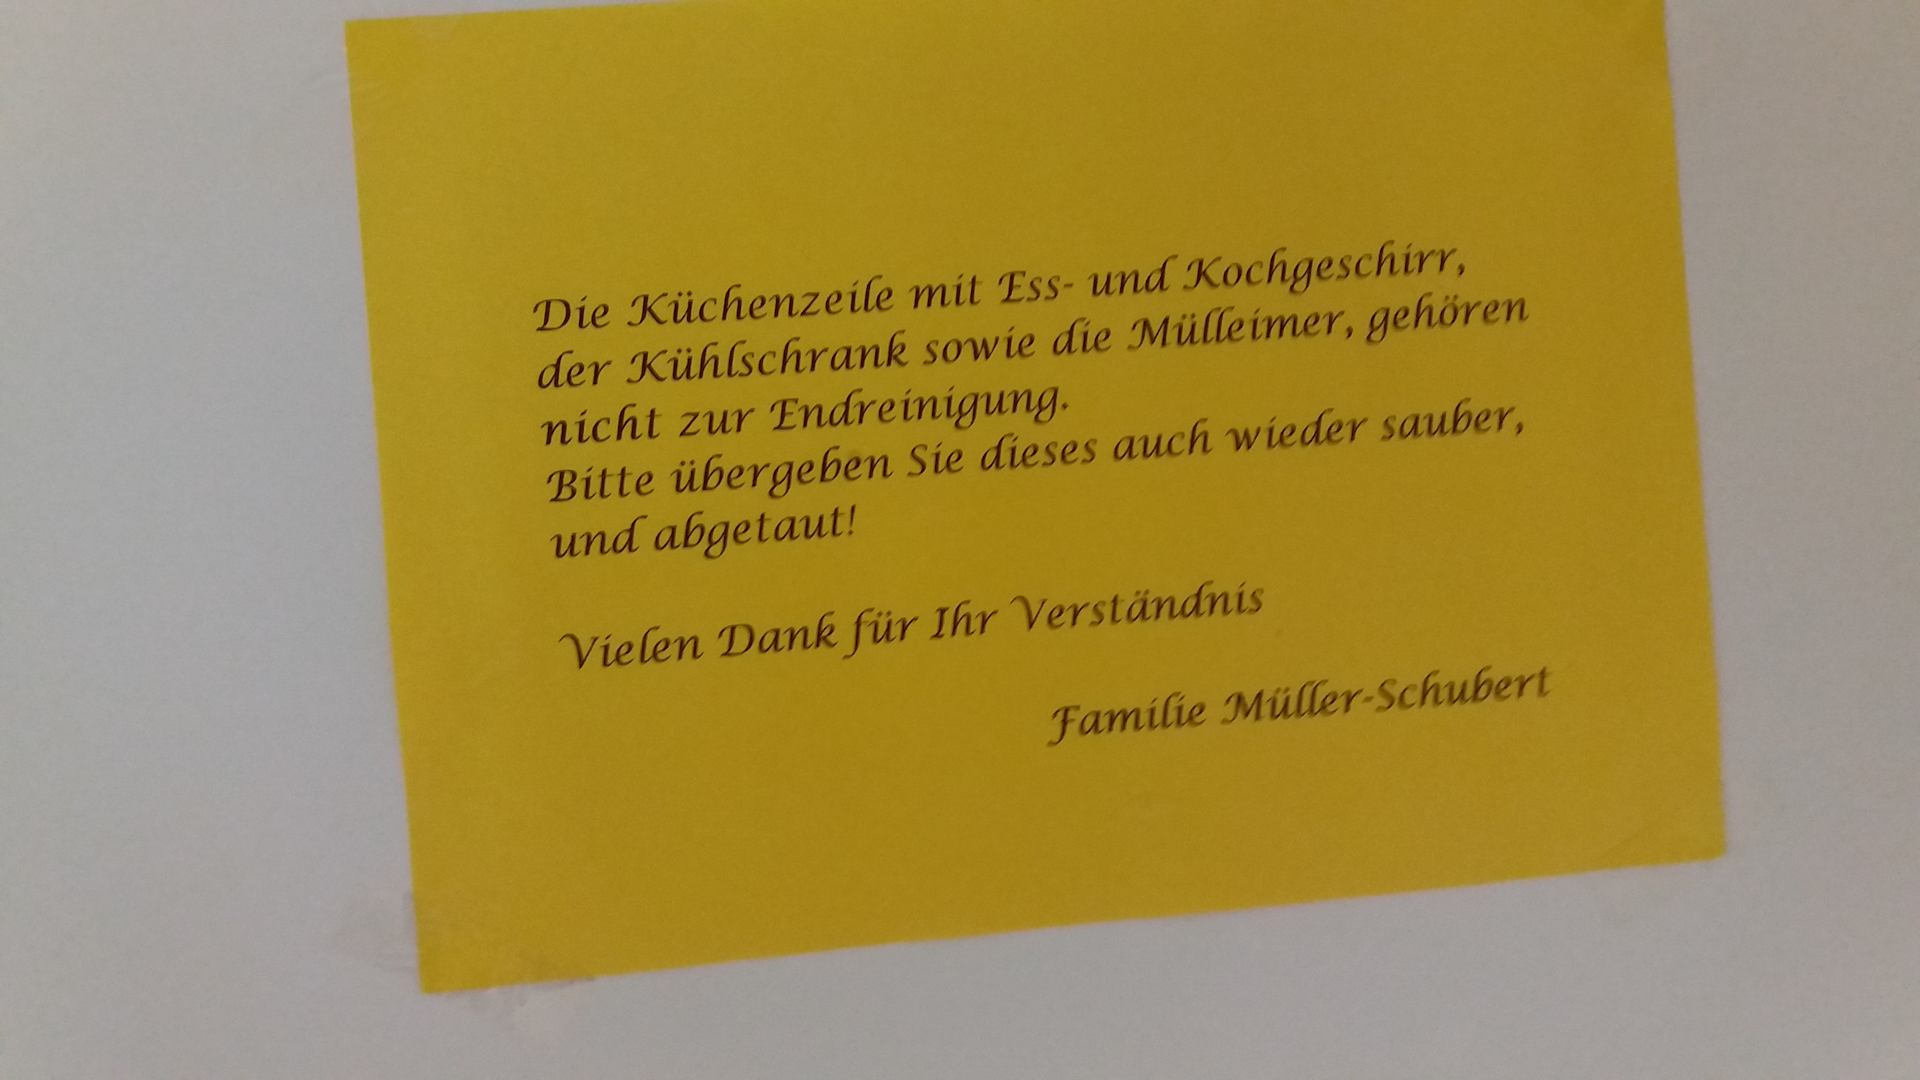 Die Küchenzeile mit Ess- und Kochgeschirr,
der Kühlschrank sowie die Mülleimer, gehören
nicht zur Endreinigung.
Bitte übergeben Sie dieses auch wieder sauber,
und abgetaut!
Vielen Dank für Ihr Verständnis
Familie Müller-Schubert